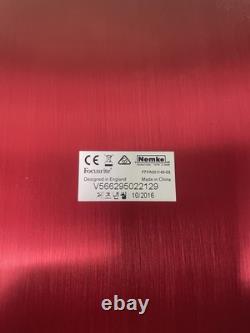 Nemko
Focusrite
Designed in England
Made in China
V566295022129
10/2016